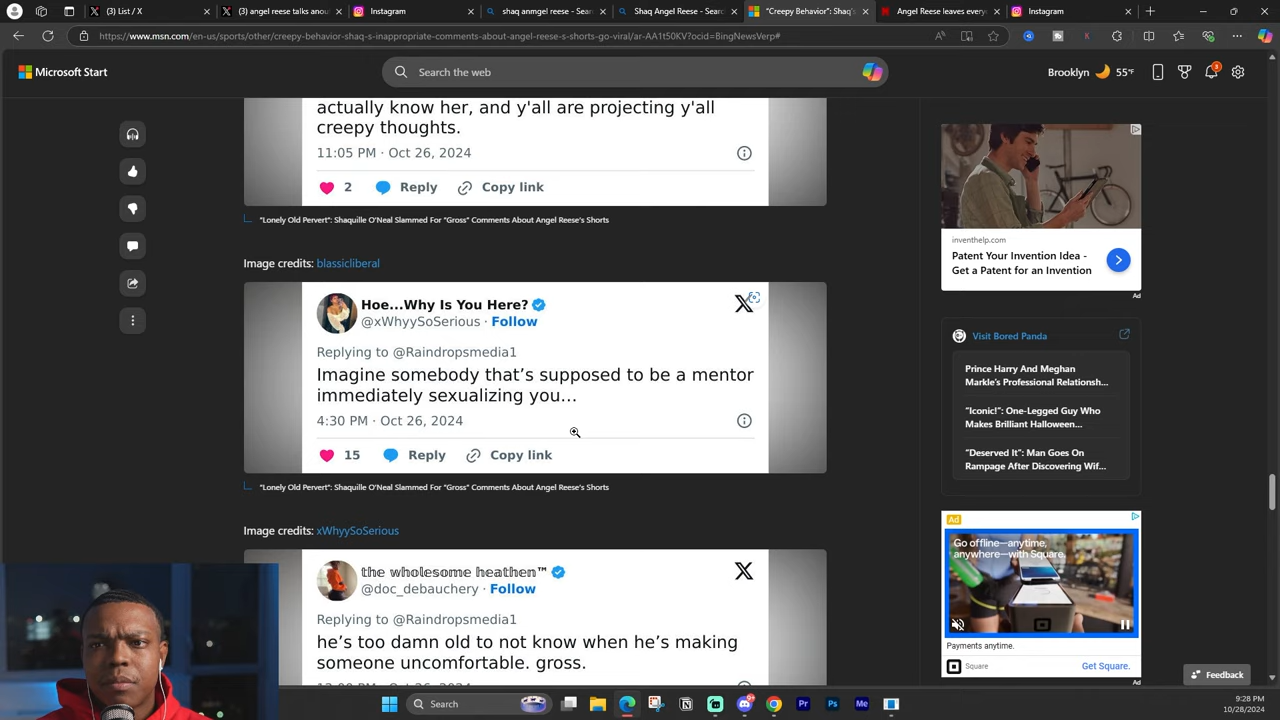 (3) List / X
(3) angel reese talks anou
Instagram
shaq anmgel reese - Sear
Shaq Angel Reese - Searc
"Creepy Behavior": Shaq's
Angel Reese leaves every
Instagram
https://www.msn.com/en-us/sports/other/creepy-behavior-shaq-s-inappropriate-comments-about-angel-reese-s-shorts-go-viral/ar-AA1t50KV?ocid=BingNewsVerp#
Microsoft Start
Search the web
Brooklyn
55°F
3
actually know her, and y'all are projecting y'all
creepy thoughts.
11:05 PM · Oct 26, 2024
2 Reply Copy link
"Lonely Old Pervert": Shaquille O'Neal Slammed For "Gross" Comments About Angel Reese's Shorts
Image credits: blassicliberal
Hoe...Why Is You Here?
@xWhyySoSerious · Follow
Replying to @Raindropsmedia1
Imagine somebody that's supposed to be a mentor
immediately sexualizing you...
4:30 PM · Oct 26, 2024
15 Reply Copy link
"Lonely Old Pervert": Shaquille O'Neal Slammed For "Gross" Comments About Angel Reese's Shorts
Image credits: xWhyySoSerious
the wholesome heathen™
@doc_debauchery · Follow
Replying to @Raindropsmedia1
he's too damn old to not know when he's making
someone uncomfortable. gross.
inventhelp.com
Patent Your Invention Idea -
Get a Patent for an Invention
Ad
Visit Bored Panda
Prince Harry And Meghan
Markle's Professional Relationsh...
"Iconic!": One-Legged Guy Who
Makes Brilliant Halloween...
"Deserved It": Man Goes On
Rampage After Discovering Wif...
Ad
Go offline—anytime,
anywhere—with Square.
Payments anytime.
Square
Get Square.
Ad
Feedback
Search
9:28 PM
10/28/2024